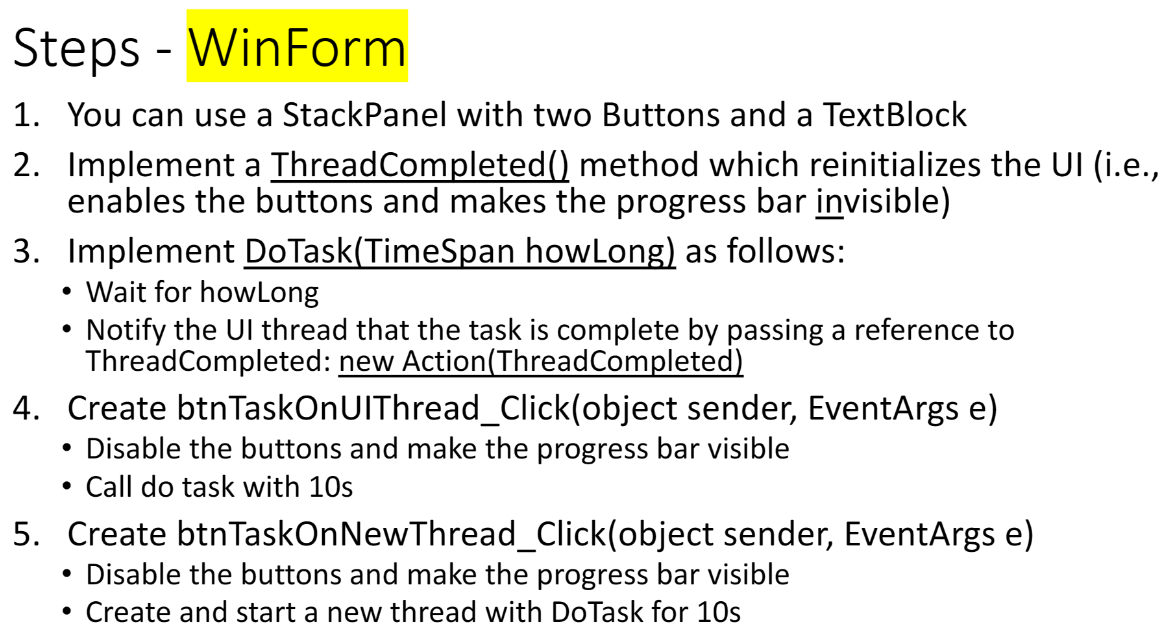 Steps - WinForm
1. You can use a StackPanel with two Buttons and a TextBlock
2. Implement a ThreadCompleted() method which reinitializes the UI (i.e.,
enables the buttons and makes the progress bar invisible)
3. Implement DoTask(TimeSpan howLong) as follows:
• Wait for howLong
• Notify the UI thread that the task is complete by passing a reference to
ThreadCompleted: new Action(ThreadCompleted)
4. Create btnTaskOnUIThread_Click(object sender, EventArgs e)
• Disable the buttons and make the progress bar visible
• Call do task with 10s
5. Create btnTaskOnNewThread_Click(object sender, EventArgs e)
• Disable the buttons and make the progress bar visible
• Create and start a new thread with DoTask for 10s